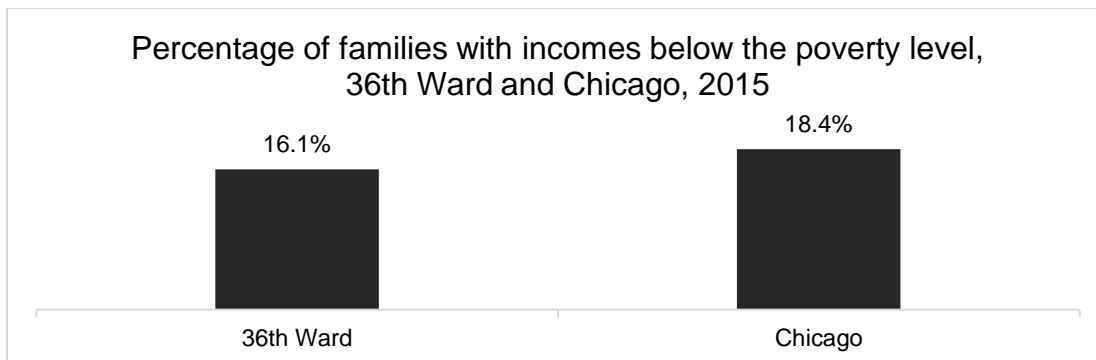 Percentage of families with incomes below the poverty level,
36th Ward and Chicago, 2015
16.1%
18.4%
36th Ward
Chicago